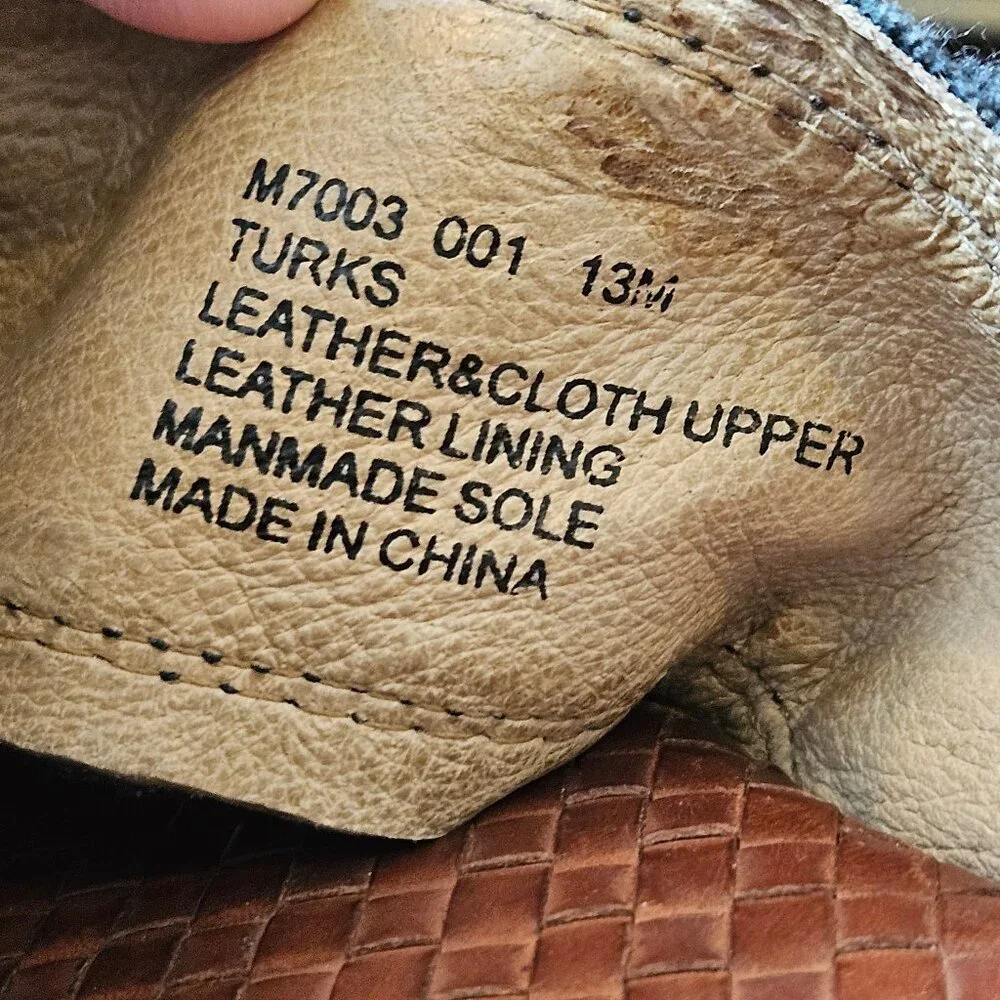 M7003 001 13M
TURKS
LEATHER&CLOTH UPPER
LEATHER LINING
MANMADE SOLE
MADE IN CHINA